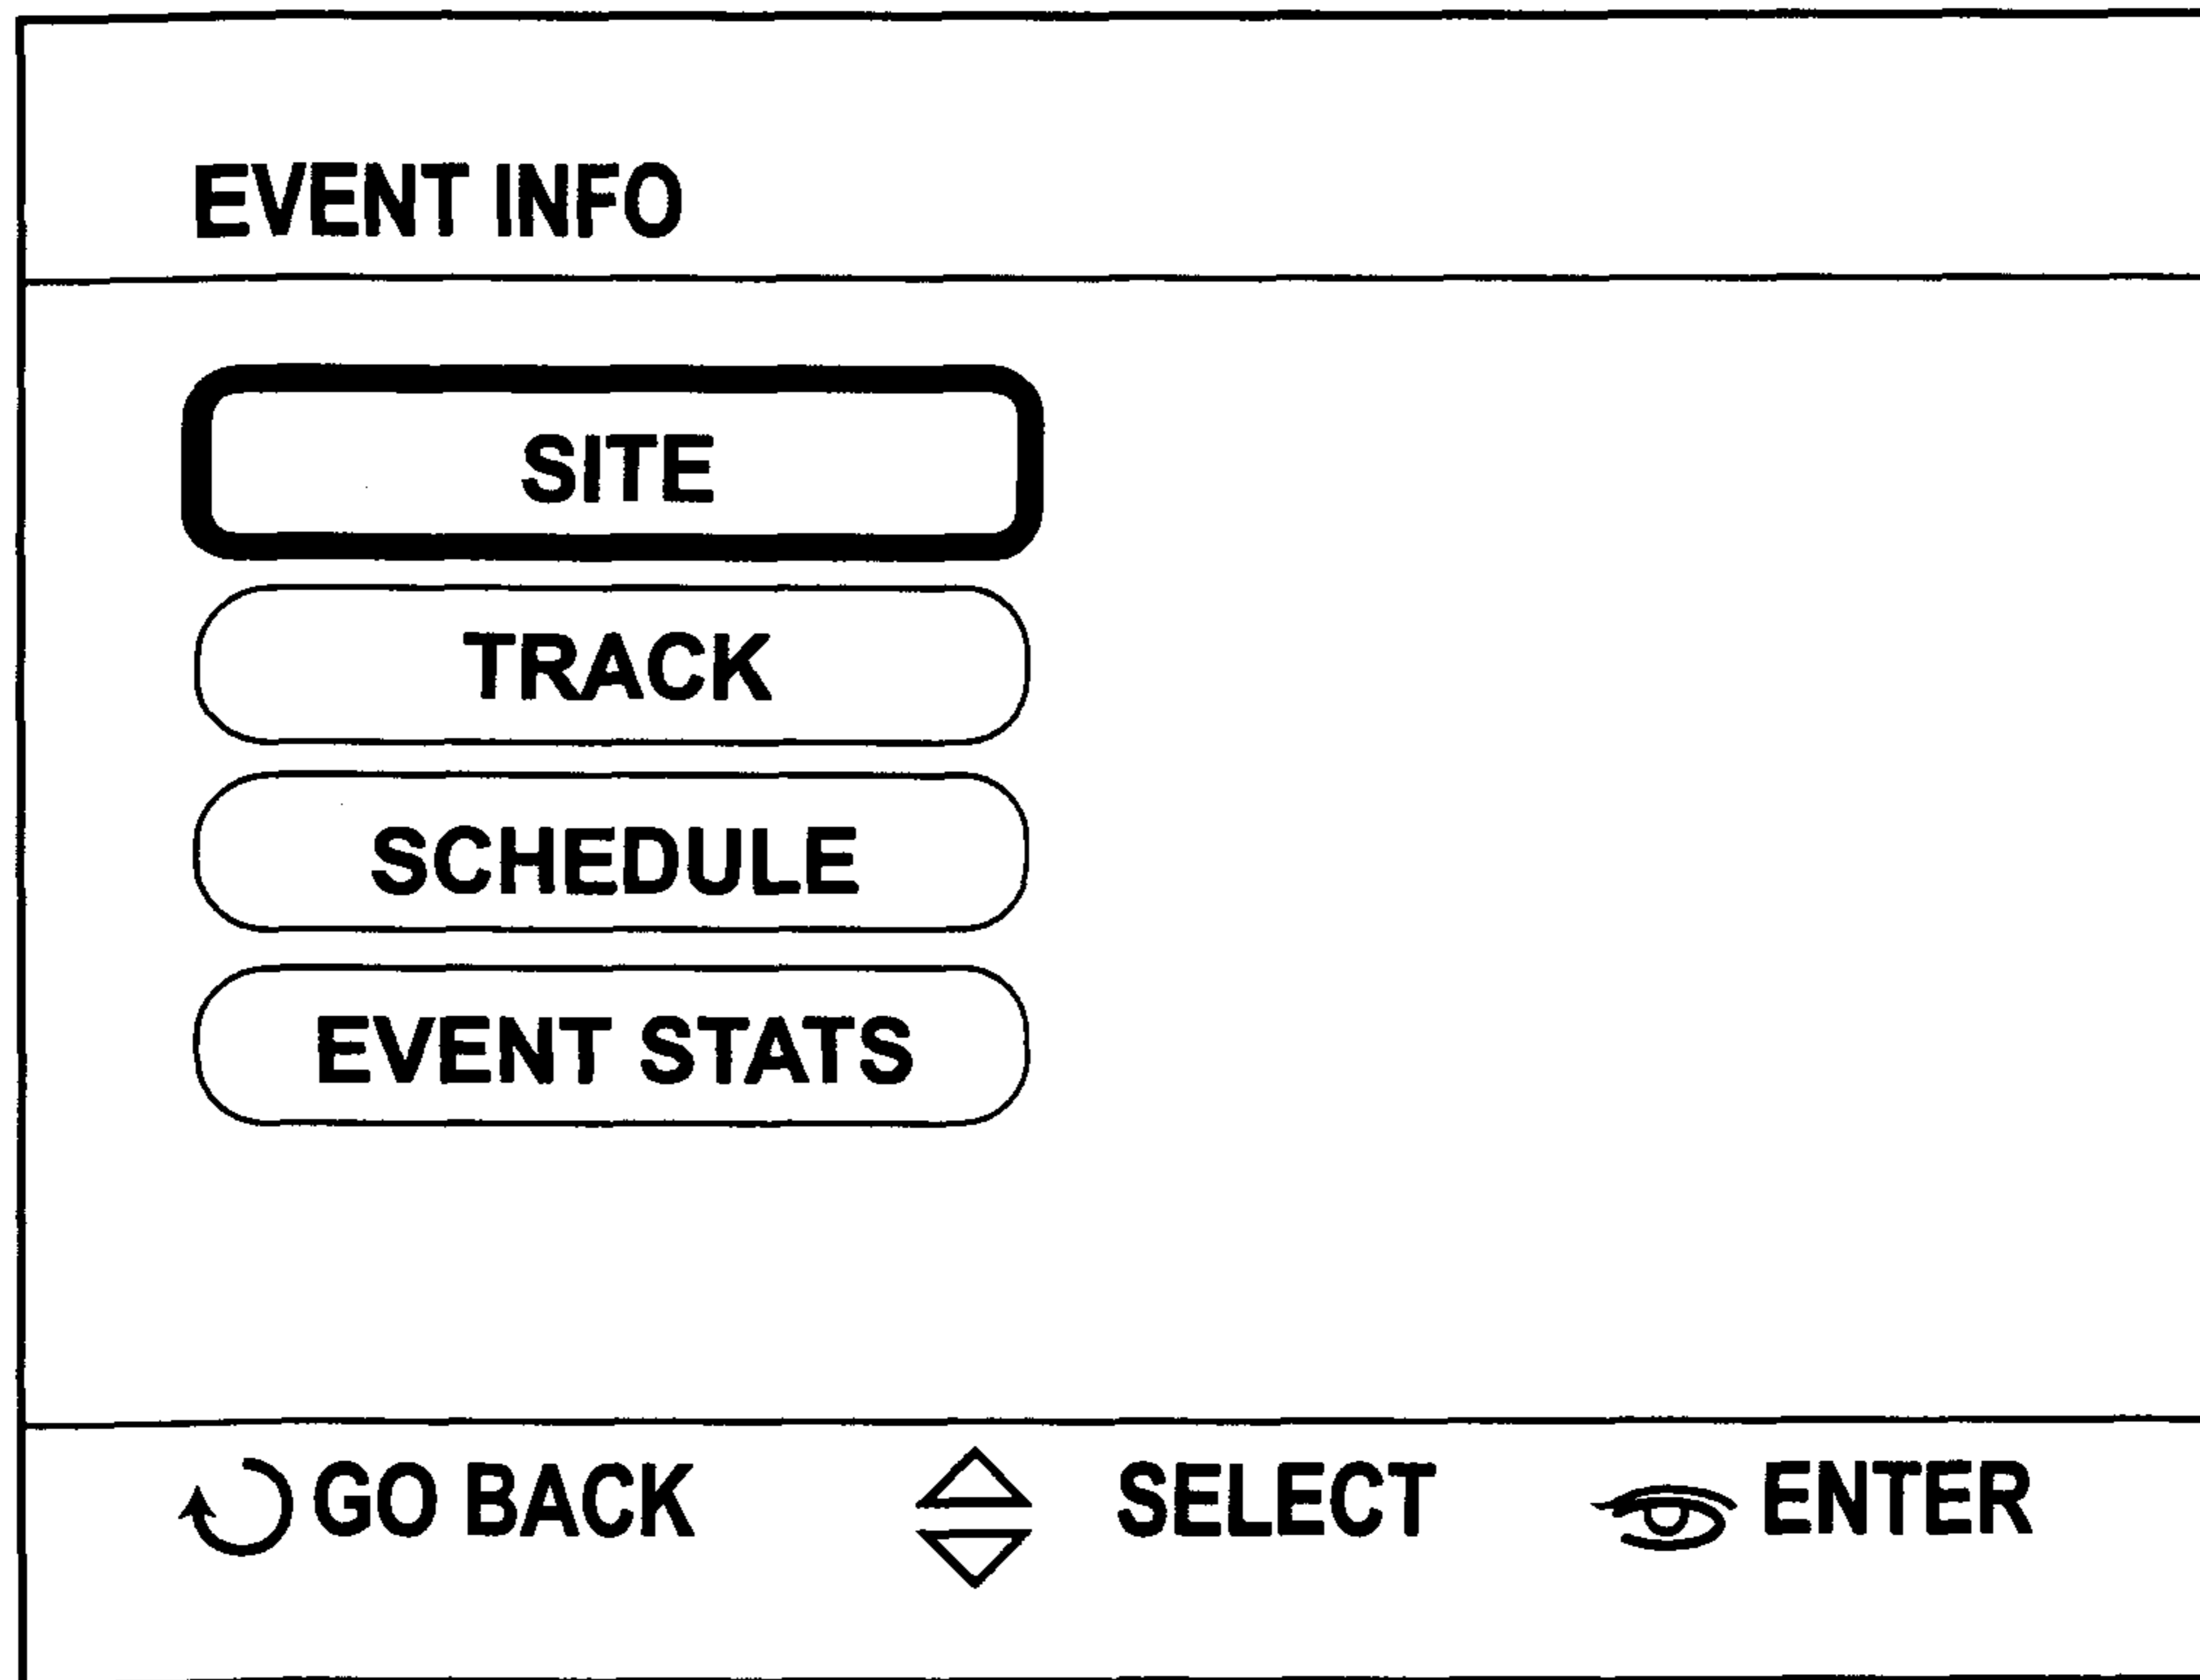 EVENT INFO
SITE
TRACK
SCHEDULE
EVENT STATS
GO BACK SELECT ENTER